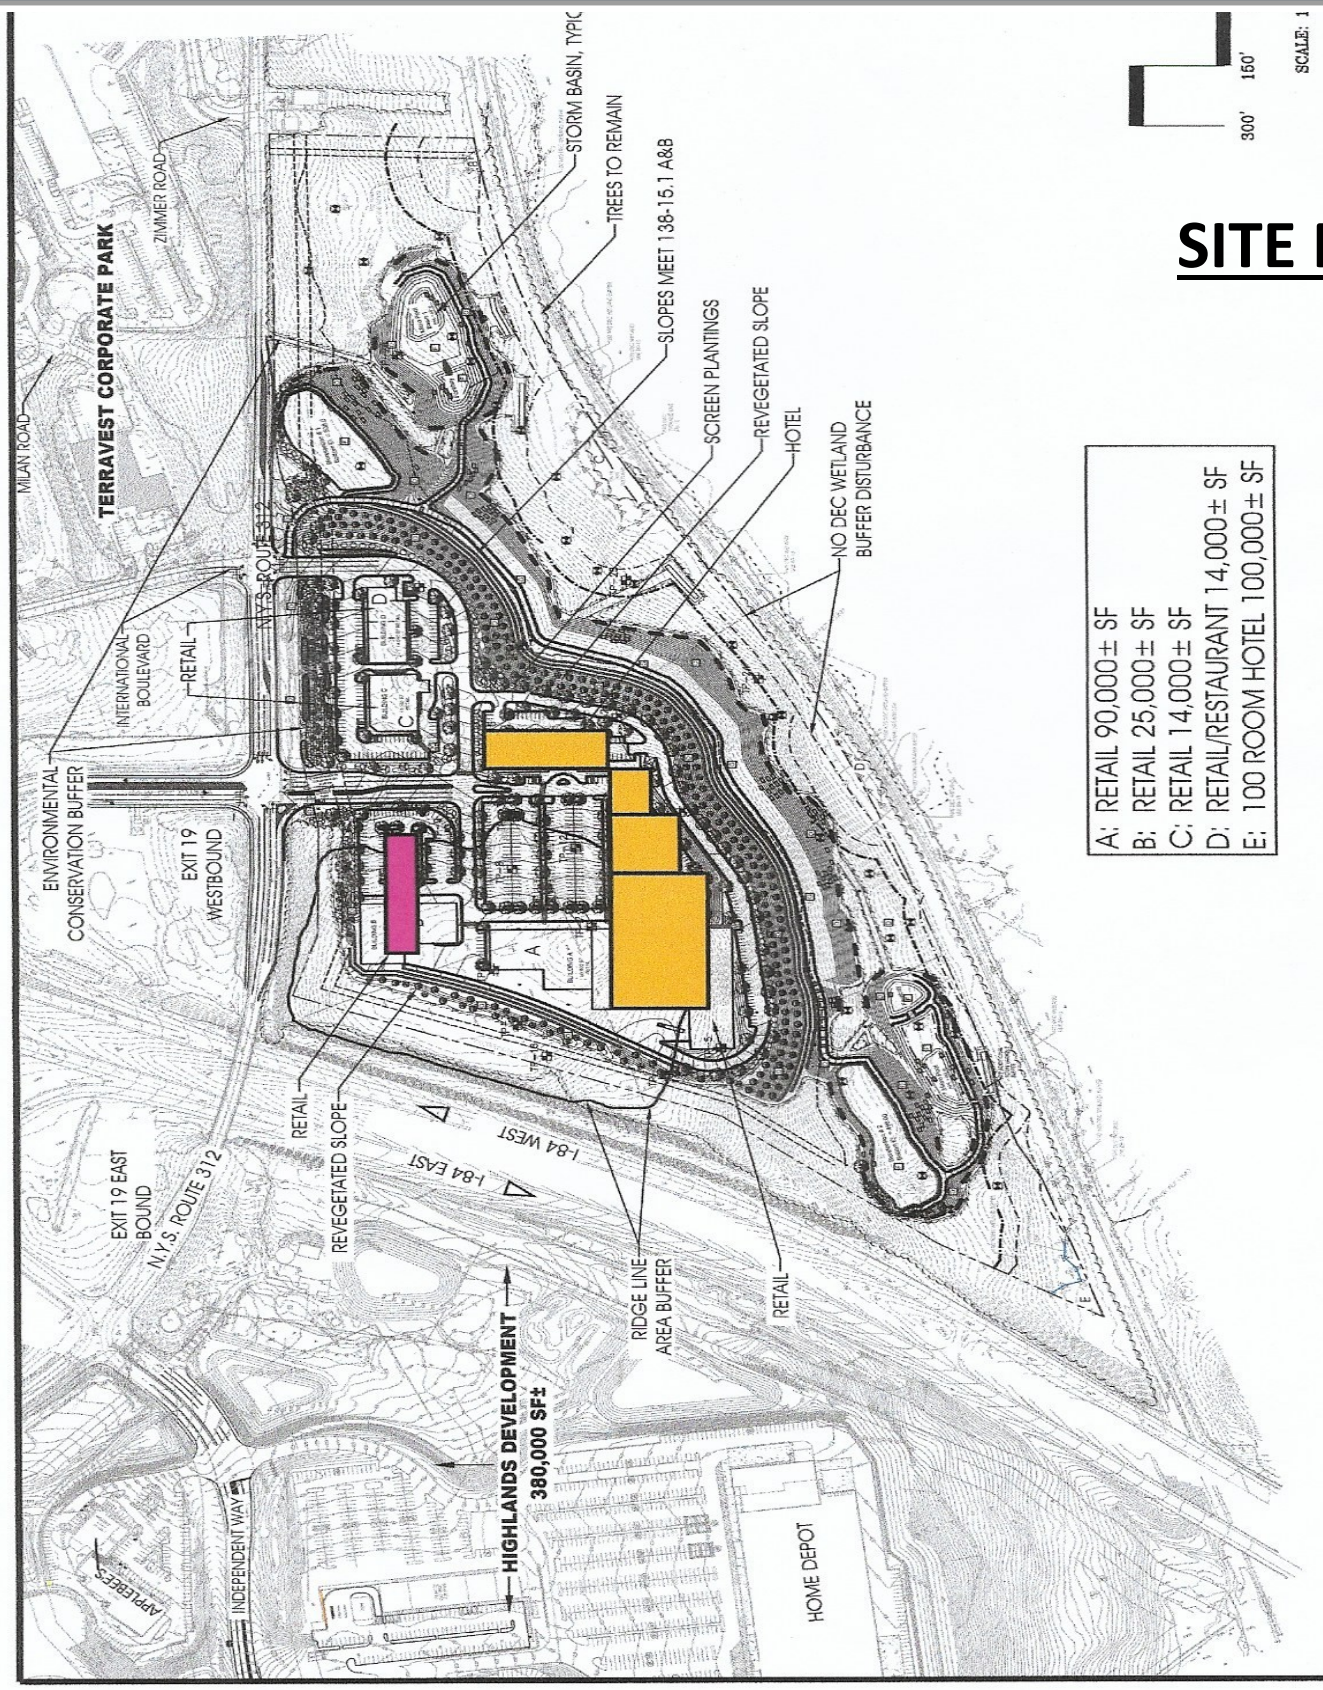 STORM BASIN, TYPIC
TREES TO REMAIN
SLOPES MEET 138-15.1 A&B
SCREEN PLANTINGS
REVEGETATED SLOPE
HOTEL
NO DEC WETLAND
BUFFER DISTURBANCE
ZIMMER ROAD
MILAN ROAD
TERRAVEST CORPORATE PARK
N.Y.S. ROUTE 312
INTERNATIONAL
BOULEVARD
RETAIL
ENVIRONMENTAL
CONSERVATION BUFFER
EXIT 19
WESTBOUND
BUILDING D
D
BUILDING C
C
BUILDING B
BUILDING A
A
RETAIL
REVEGETATED SLOPE
I-84 WEST
I-84 EAST
EXIT 19 EAST
BOUND
N.Y.S. ROUTE 312
RIDGE LINE
AREA BUFFER
RETAIL
E
HIGHLANDS DEVELOPMENT
380,000 SF±
APPLEBEE'S
INDEPENDENT WAY
HOME DEPOT
300' 150'
SCALE: 1
SITE
A: RETAIL 90,000± SF
B: RETAIL 25,000± SF
C: RETAIL 14,000± SF
D: RETAIL/RESTAURANT 14,000± SF
E: 100 ROOM HOTEL 100,000± SF